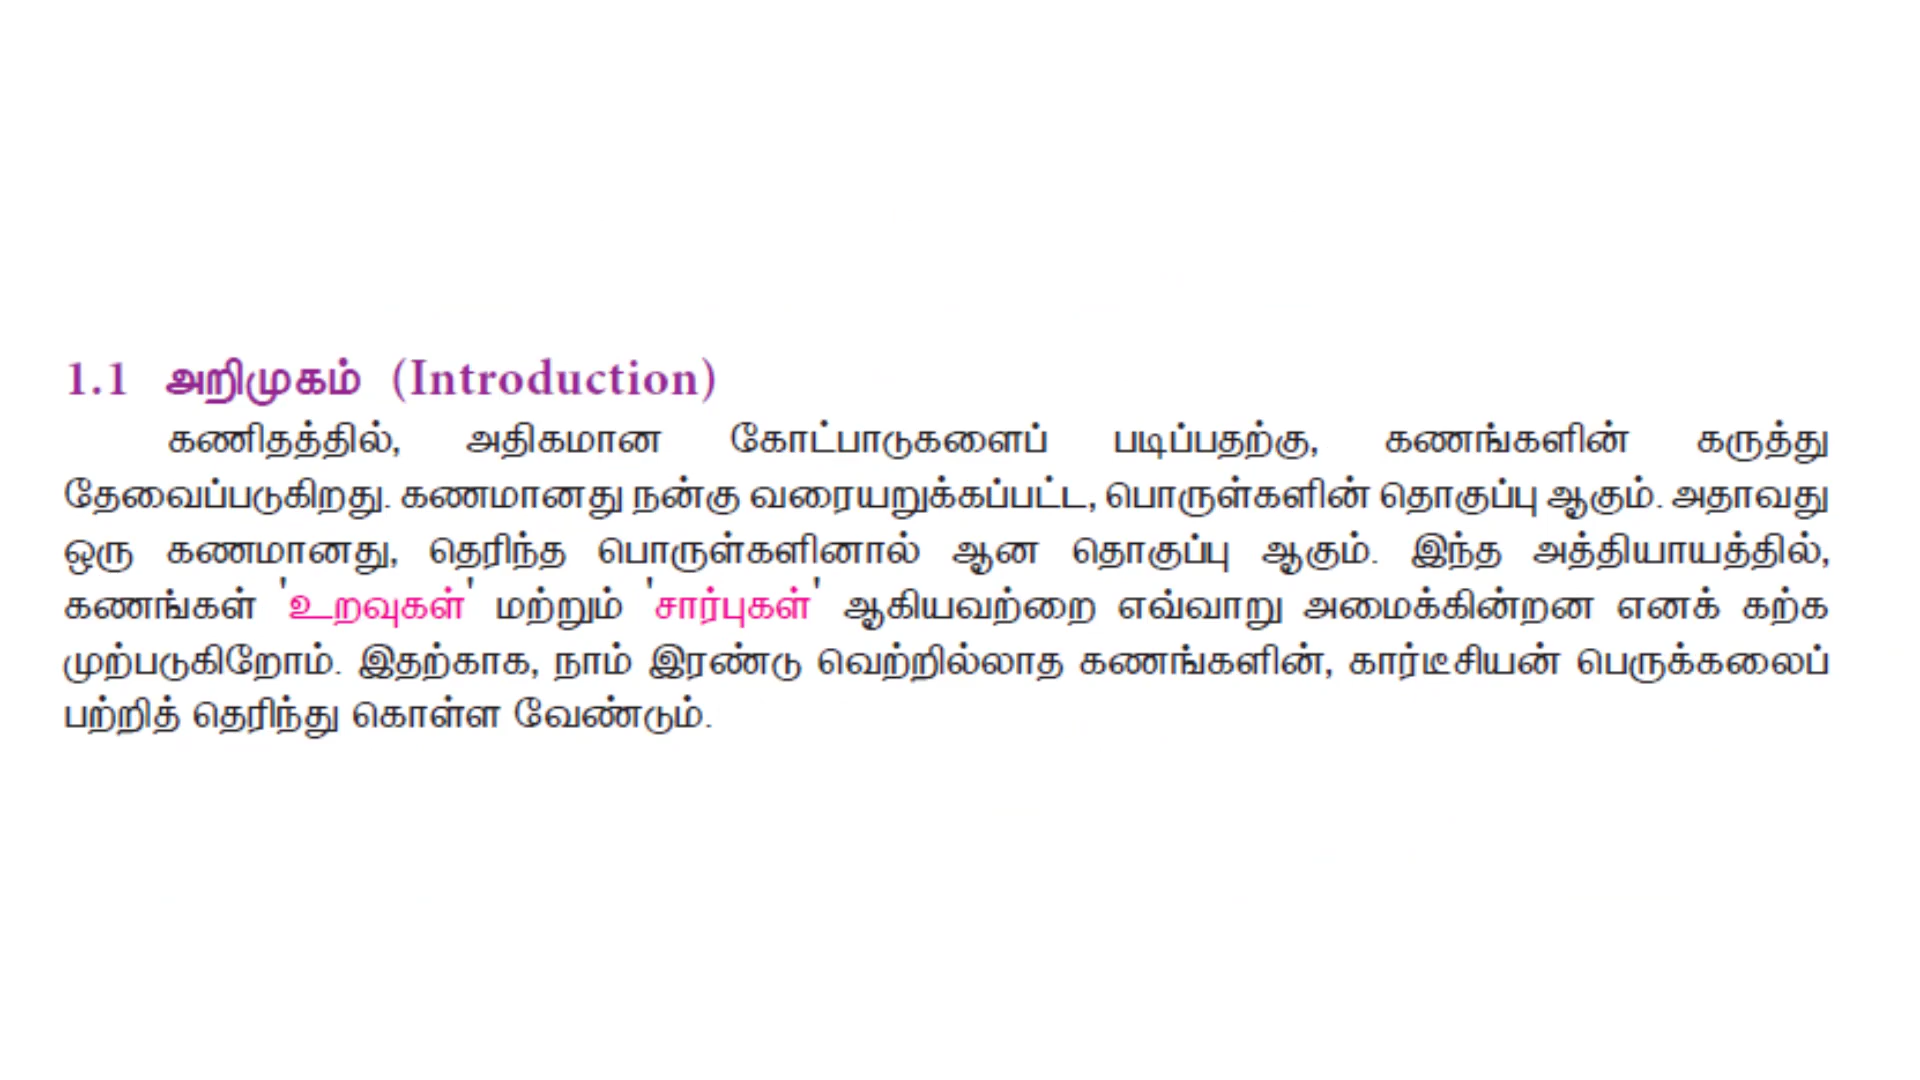 1.1 அறிமுகம் (Introduction)
கணிதத்தில், அதிகமான கோட்பாடுகளைப் படிப்பதற்கு, கணங்களின் கருத்து
தேவைப்படுகிறது. கணமானது நன்கு வரையறுக்கப்பட்ட, பொருள்களின் தொகுப்பு ஆகும். அதாவது
ஒரு கணமானது, தெரிந்த பொருள்களினால் ஆன தொகுப்பு ஆகும். இந்த அத்தியாயத்தில்,
கணங்கள் 'உறவுகள்' மற்றும் 'சார்புகள்' ஆகியவற்றை எவ்வாறு அமைக்கின்றன எனக் கற்க
முற்படுகிறோம். இதற்காக, நாம் இரண்டு வெற்றில்லாத கணங்களின், கார்டீசியன் பெருக்கலைப்
பற்றித் தெரிந்து கொள்ள வேண்டும்.